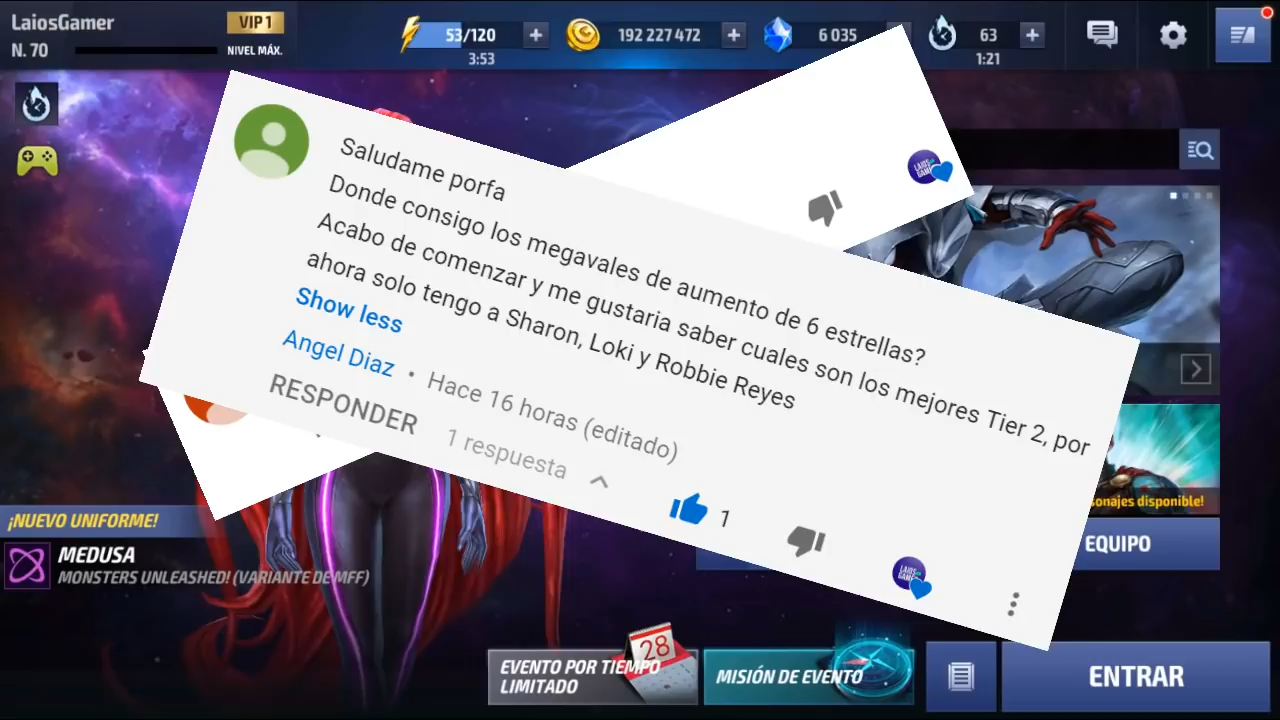 LaiosGamer
VIP 1
N. 70
NIVEL MÁX.
53/120
3:53
192 227 472
6 035
63
1:21
Saludame porfa
Donde consigo los megavales de aumento de 6 estrellas?
Acabo de comenzar y me gustaria saber cuales son los mejores Tier 2, por
ahora solo tengo a Sharon, Loki y Robbie Reyes
Show less
Angel Diaz • Hace 16 horas (editado)
RESPONDER 1 respuesta
1
LAIOS
¡NUEVO UNIFORME!
MEDUSA
MONSTERS UNLEASHED! (VARIANTE DE MFF)
onajes disponible!
EQUIPO
28
EVENTO POR TIEMPO
LIMITADO
MISIÓN DE EVENTO
ENTRAR